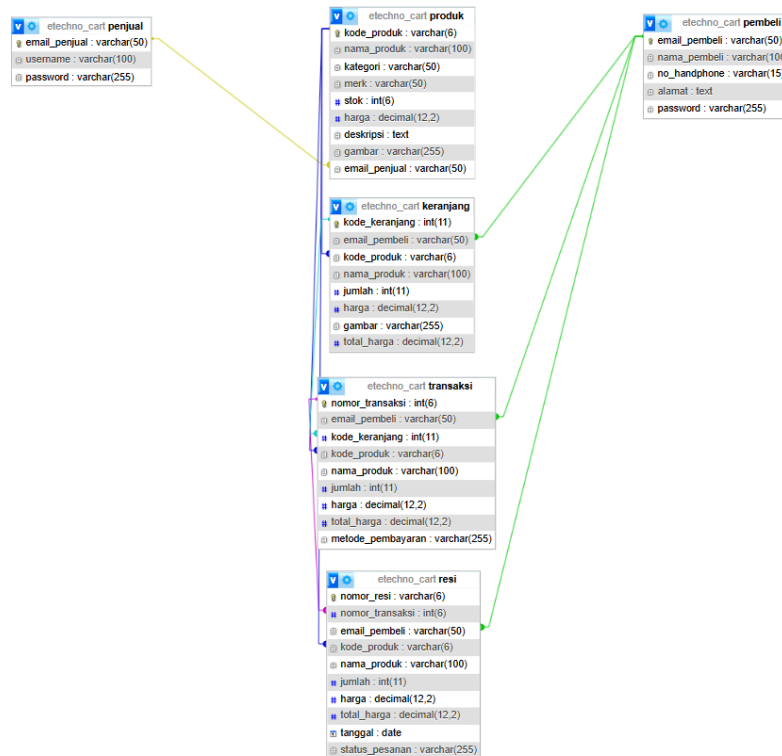 etechno_cart penjual
email_penjual : varchar(50)
username : varchar(100)
password : varchar(255)
etechno_cart produk
kode_produk : varchar(6)
nama_produk : varchar(100)
kategori : varchar(50)
merk : varchar(50)
stok : int(6)
harga : decimal(12,2)
deskripsi : text
gambar : varchar(255)
email_penjual : varchar(50)
etechno_cart pembeli
email_pembeli : varchar(50)
nama_pembeli : varchar(100
no_handphone : varchar(15)
alamat : text
password : varchar(255)
etechno_cart keranjang
kode_keranjang : int(11)
email_pembeli : varchar(50)
kode_produk : varchar(6)
nama_produk : varchar(100)
jumlah : int(11)
harga : decimal(12,2)
gambar : varchar(255)
total_harga : decimal(12,2)
etechno_cart transaksi
nomor_transaksi : int(6)
email_pembeli : varchar(50)
kode_keranjang : int(11)
kode_produk : varchar(6)
nama_produk : varchar(100)
jumlah : int(11)
harga : decimal(12,2)
total_harga : decimal(12,2)
metode_pembayaran : varchar(255)
etechno_cart resi
nomor_resi : varchar(6)
nomor_transaksi : int(6)
email_pembeli : varchar(50)
kode_produk : varchar(6)
nama_produk : varchar(100)
jumlah : int(11)
harga : decimal(12,2)
total_harga : decimal(12,2)
tanggal : date
status_pesanan : varchar(255)